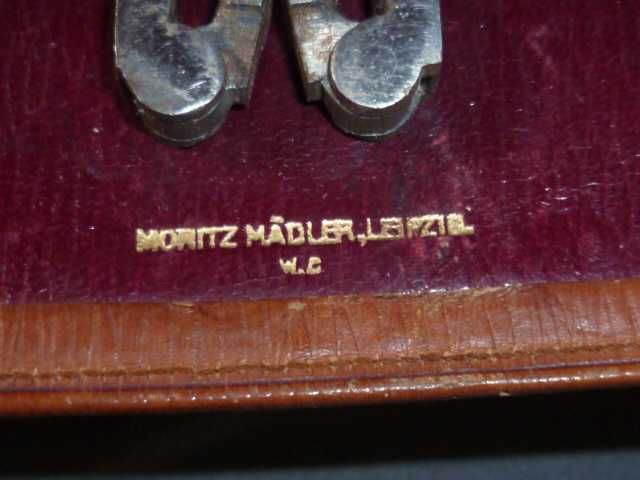 MORITZ MÄDLER, LEIPZIG.
W.C